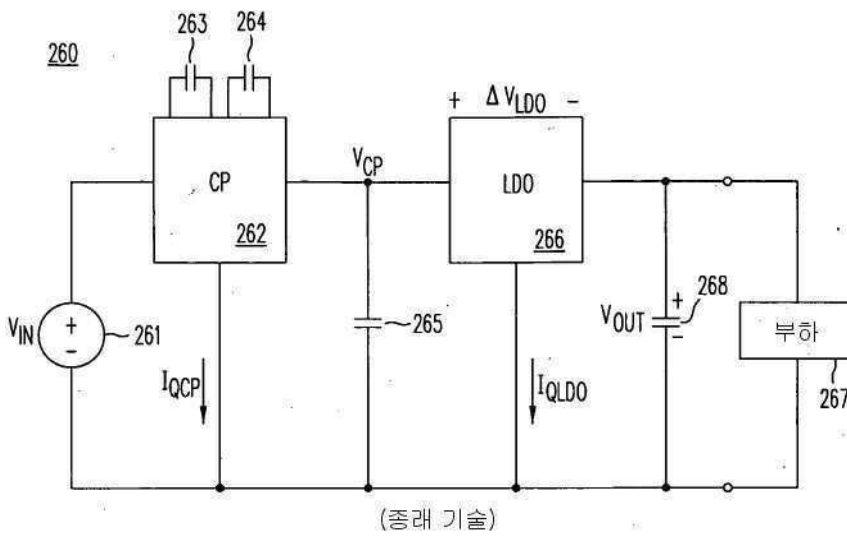 263
264
260
+ ΔV_LDO −
V_CP
CP
LDO
262
266
V_IN
+
−
261
265
V_OUT
+
−
268
부하
267
I_QCP
I_QLDO
(종래 기술)